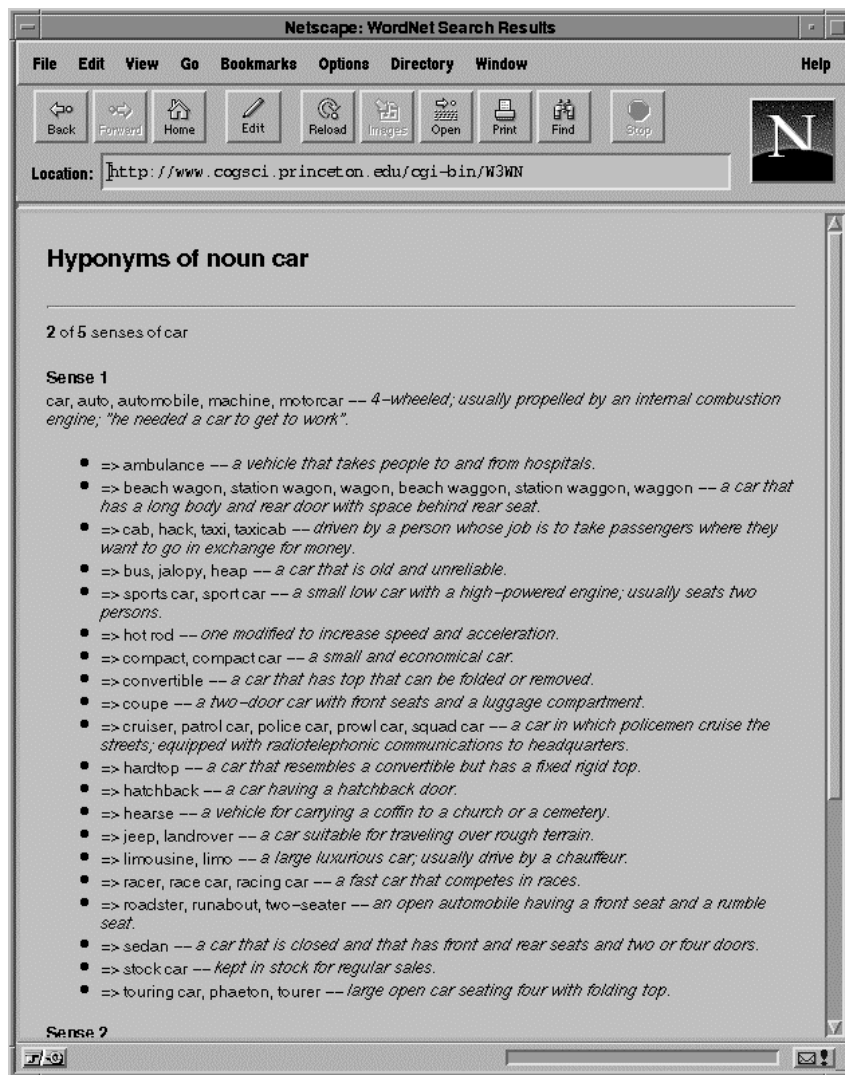 Netscape: WordNet Search Results
File Edit View Go Bookmarks Options Directory Window Help
Back Forward Home Edit Reload Images Open Print Find Stop
N
Location: http://www.cogsci.princeton.edu/cgi-bin/W3WN
Hyponyms of noun car
2 of 5 senses of car
Sense 1
car, auto, automobile, machine, motorcar -- 4-wheeled; usually propelled by an internal combustion
engine; "he needed a car to get to work".
=> ambulance -- a vehicle that takes people to and from hospitals.
=> beach wagon, station wagon, wagon, beach waggon, station waggon, waggon -- a car that
has a long body and rear door with space behind rear seat.
=> cab, hack, taxi, taxicab -- driven by a person whose job is to take passengers where they
want to go in exchange for money.
=> bus, jalopy, heap -- a car that is old and unreliable.
=> sports car, sport car -- a small low car with a high-powered engine; usually seats two
persons.
=> hot rod -- one modified to increase speed and acceleration.
=> compact, compact car -- a small and economical car.
=> convertible -- a car that has top that can be folded or removed.
=> coupe -- a two-door car with front seats and a luggage compartment.
=> cruiser, patrol car, police car, prowl car, squad car -- a car in which policemen cruise the
streets; equipped with radiotelephonic communications to headquarters.
=> hardtop -- a car that resembles a convertible but has a fixed rigid top.
=> hatchback -- a car having a hatchback door.
=> hearse -- a vehicle for carrying a coffin to a church or a cemetery.
=> jeep, landrover -- a car suitable for traveling over rough terrain.
=> limousine, limo -- a large luxurious car; usually drive by a chauffeur.
=> racer, race car, racing car -- a fast car that competes in races.
=> roadster, runabout, two-seater -- an open automobile having a front seat and a rumble
seat.
=> sedan -- a car that is closed and that has front and rear seats and two or four doors.
=> stock car -- kept in stock for regular sales.
=> touring car, phaeton, tourer -- large open car seating four with folding top.
Sense 2